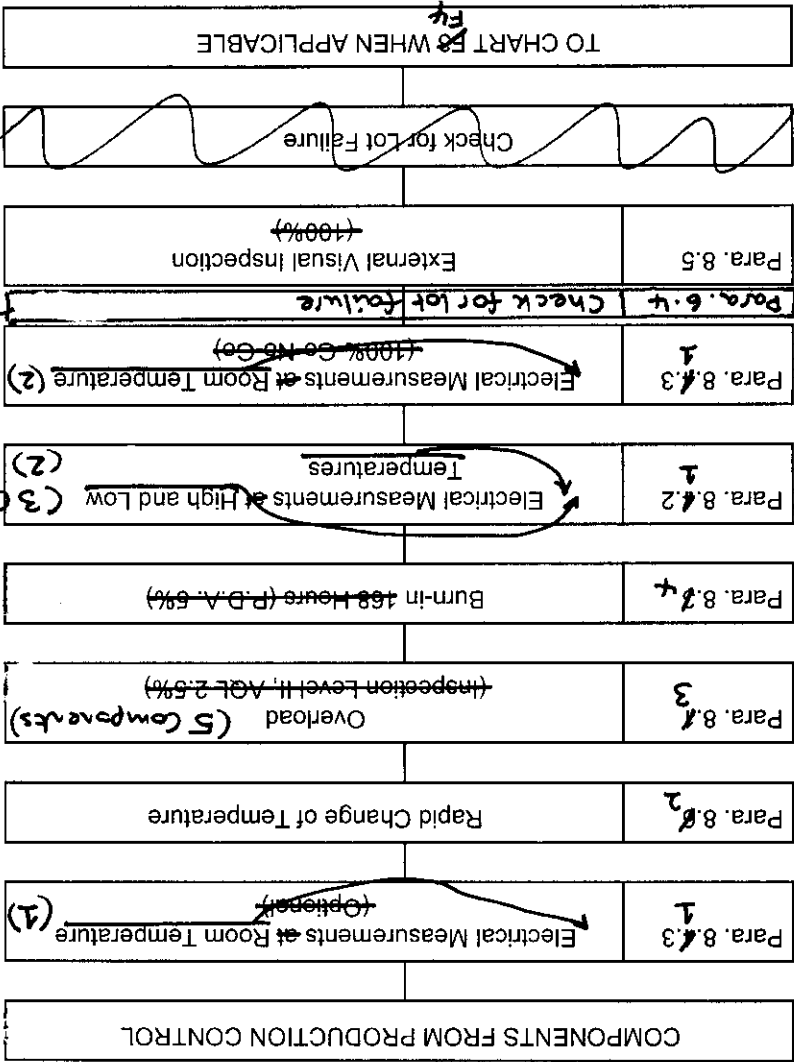 COMPONENTS FROM PRODUCTION CONTROL
Para. 8.1.3 Electrical Measurements at Room Temperature (1)
(Optional)
Para. 8.2 Rapid Change of Temperature
Para. 8.3 Overload (5 Components)
(Inspection Level II, AQL 2.5%)
Para. 8.4 Burn-in 168 Hours (P.D.A. 5%)
Para. 8.1.2 Electrical Measurements at High and Low (3)
Temperatures (2)
Para. 8.1.3 Electrical Measurements at Room Temperature (2)
(100% Go-No-Go)
Para. 6.4 Check for lot failure
Para. 8.5 External Visual Inspection
(100%)
Check for Lot Failure
TO CHART F4 WHEN APPLICABLE